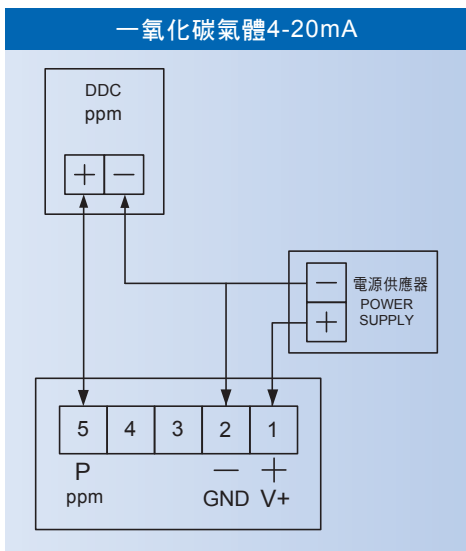 一氧化碳氣體4-20mA
DDC
ppm
+ −
− 電源供應器
POWER
+ SUPPLY
5 4 3 2 1
P − +
ppm GND V+